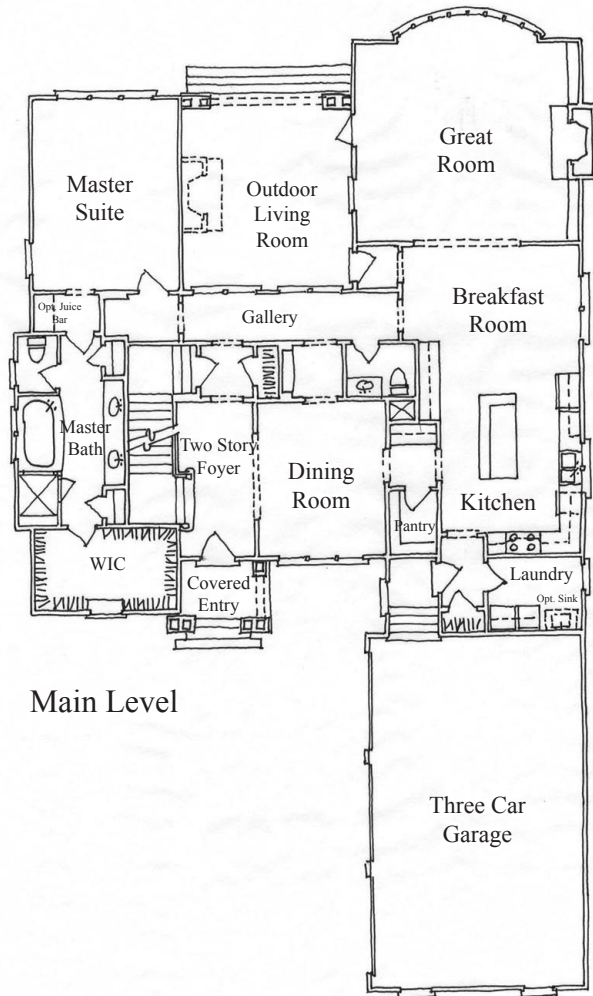 Great
Room
Master
Suite
Outdoor
Living
Room
Opt. Juice
Bar
Gallery
Breakfast
Room
Master
Bath
Two Story
Foyer
Dining
Room
Kitchen
Pantry
WIC
Covered
Entry
Laundry
Opt. Sink
Main Level
Three Car
Garage